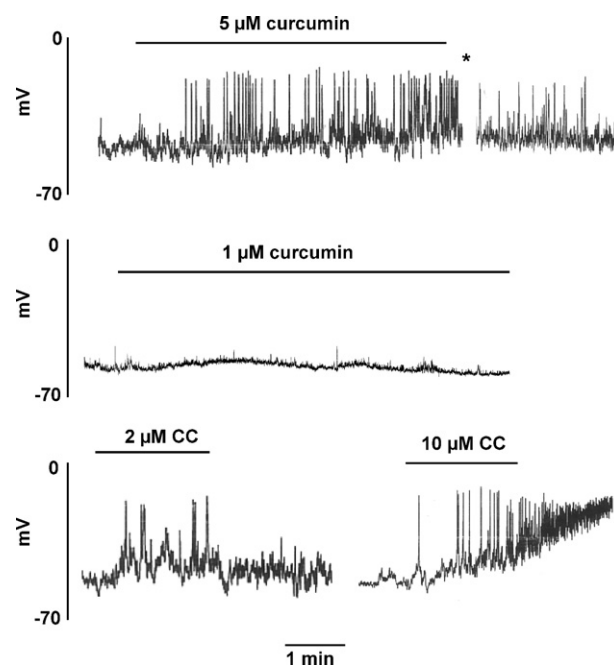 5 µM curcumin
0
*
mV
-70
1 µM curcumin
0
mV
-70
2 µM CC
10 µM CC
0
mV
-70
1 min